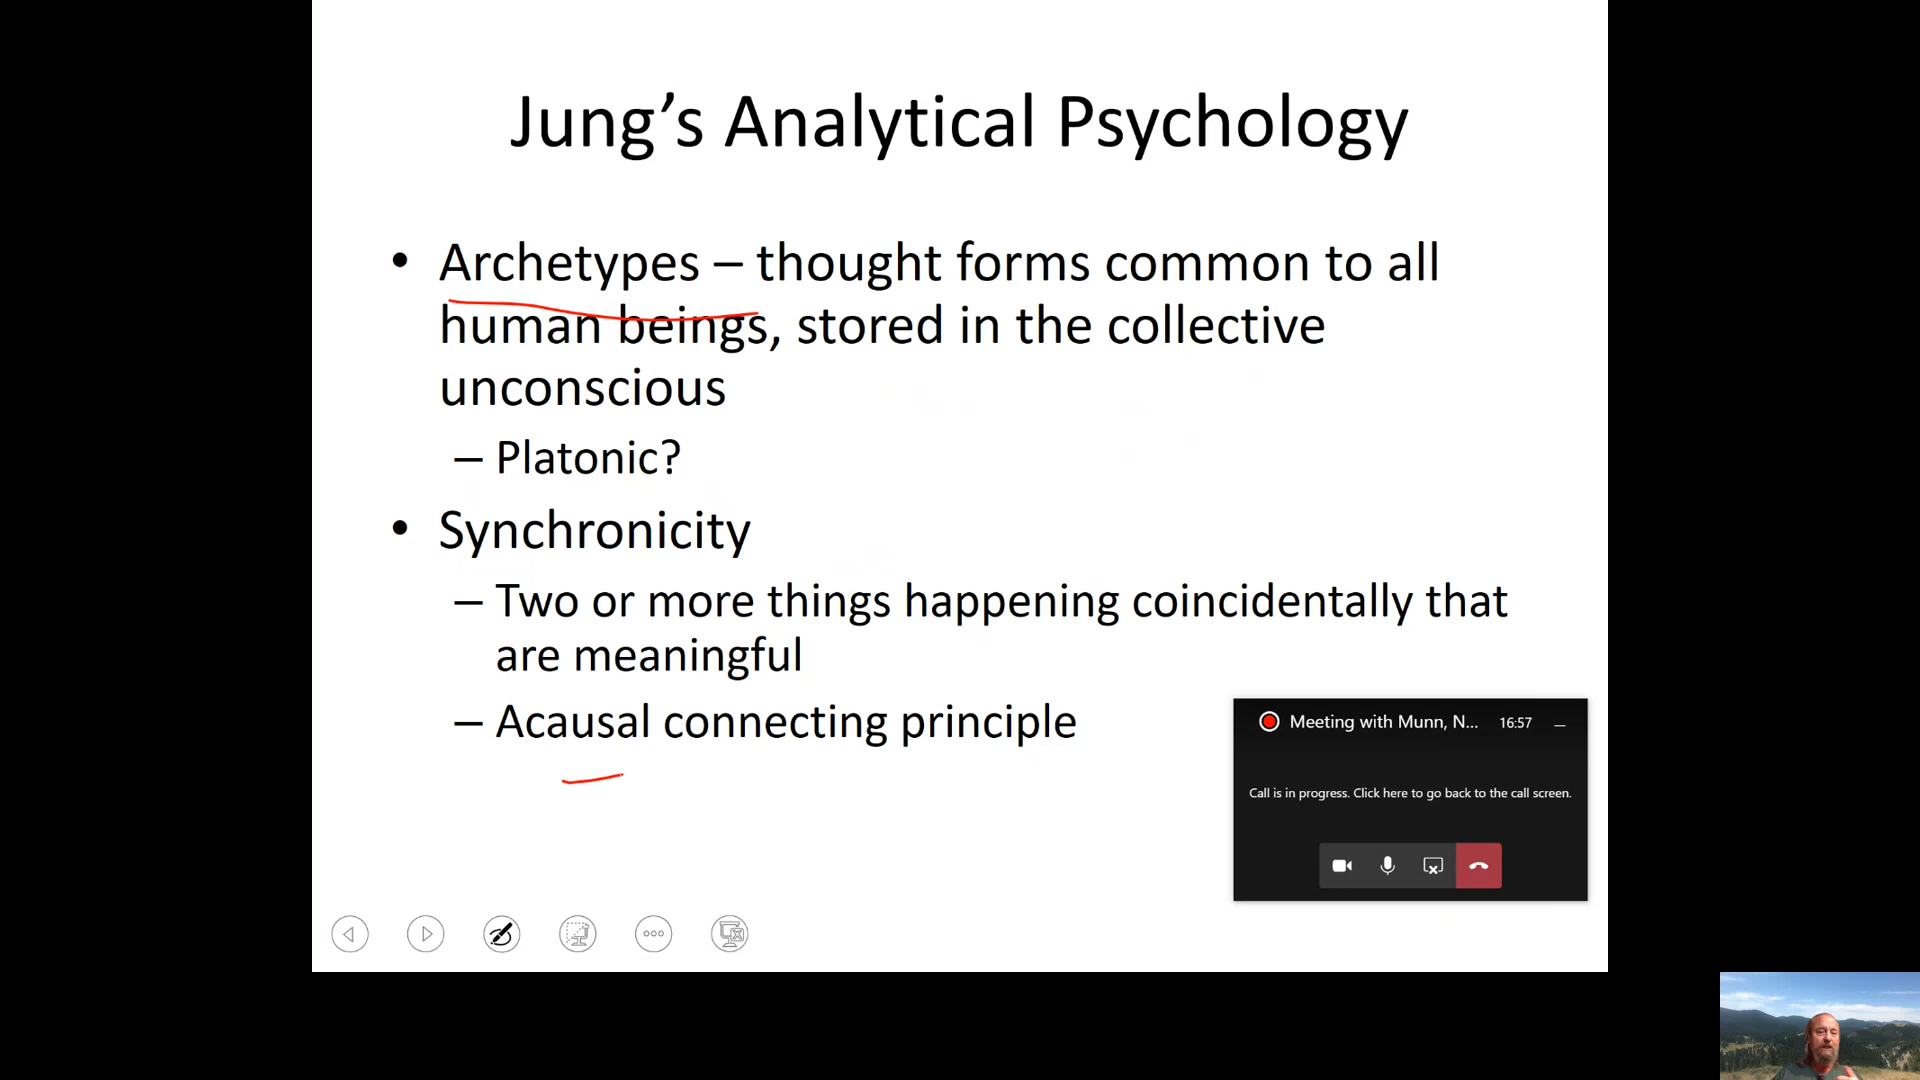 Jung’s Analytical Psychology
• Archetypes – thought forms common to all
human beings, stored in the collective
unconscious
– Platonic?
• Synchronicity
– Two or more things happening coincidentally that
are meaningful
– Acausal connecting principle
Meeting with Munn, N... 16:57
Call is in progress. Click here to go back to the call screen.